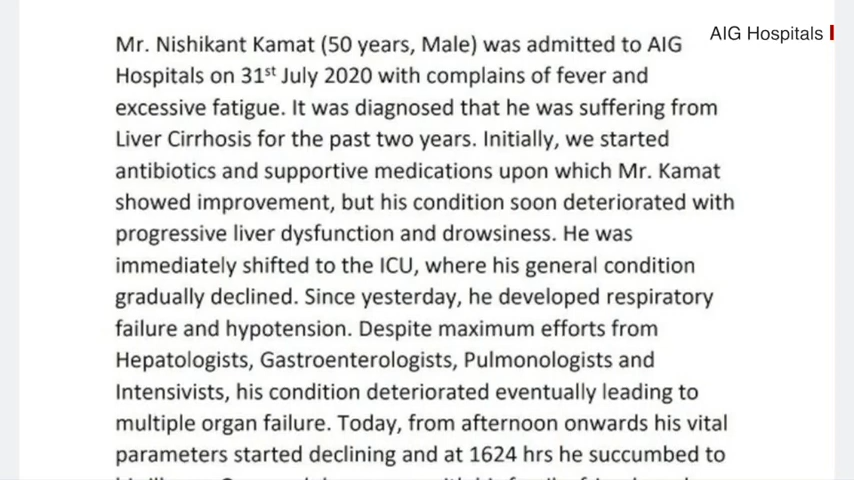 AIG Hospitals
Mr. Nishikant Kamat (50 years, Male) was admitted to AIG
Hospitals on 31st July 2020 with complains of fever and
excessive fatigue. It was diagnosed that he was suffering from
Liver Cirrhosis for the past two years. Initially, we started
antibiotics and supportive medications upon which Mr. Kamat
showed improvement, but his condition soon deteriorated with
progressive liver dysfunction and drowsiness. He was
immediately shifted to the ICU, where his general condition
gradually declined. Since yesterday, he developed respiratory
failure and hypotension. Despite maximum efforts from
Hepatologists, Gastroenterologists, Pulmonologists and
Intensivists, his condition deteriorated eventually leading to
multiple organ failure. Today, from afternoon onwards his vital
parameters started declining and at 1624 hrs he succumbed to